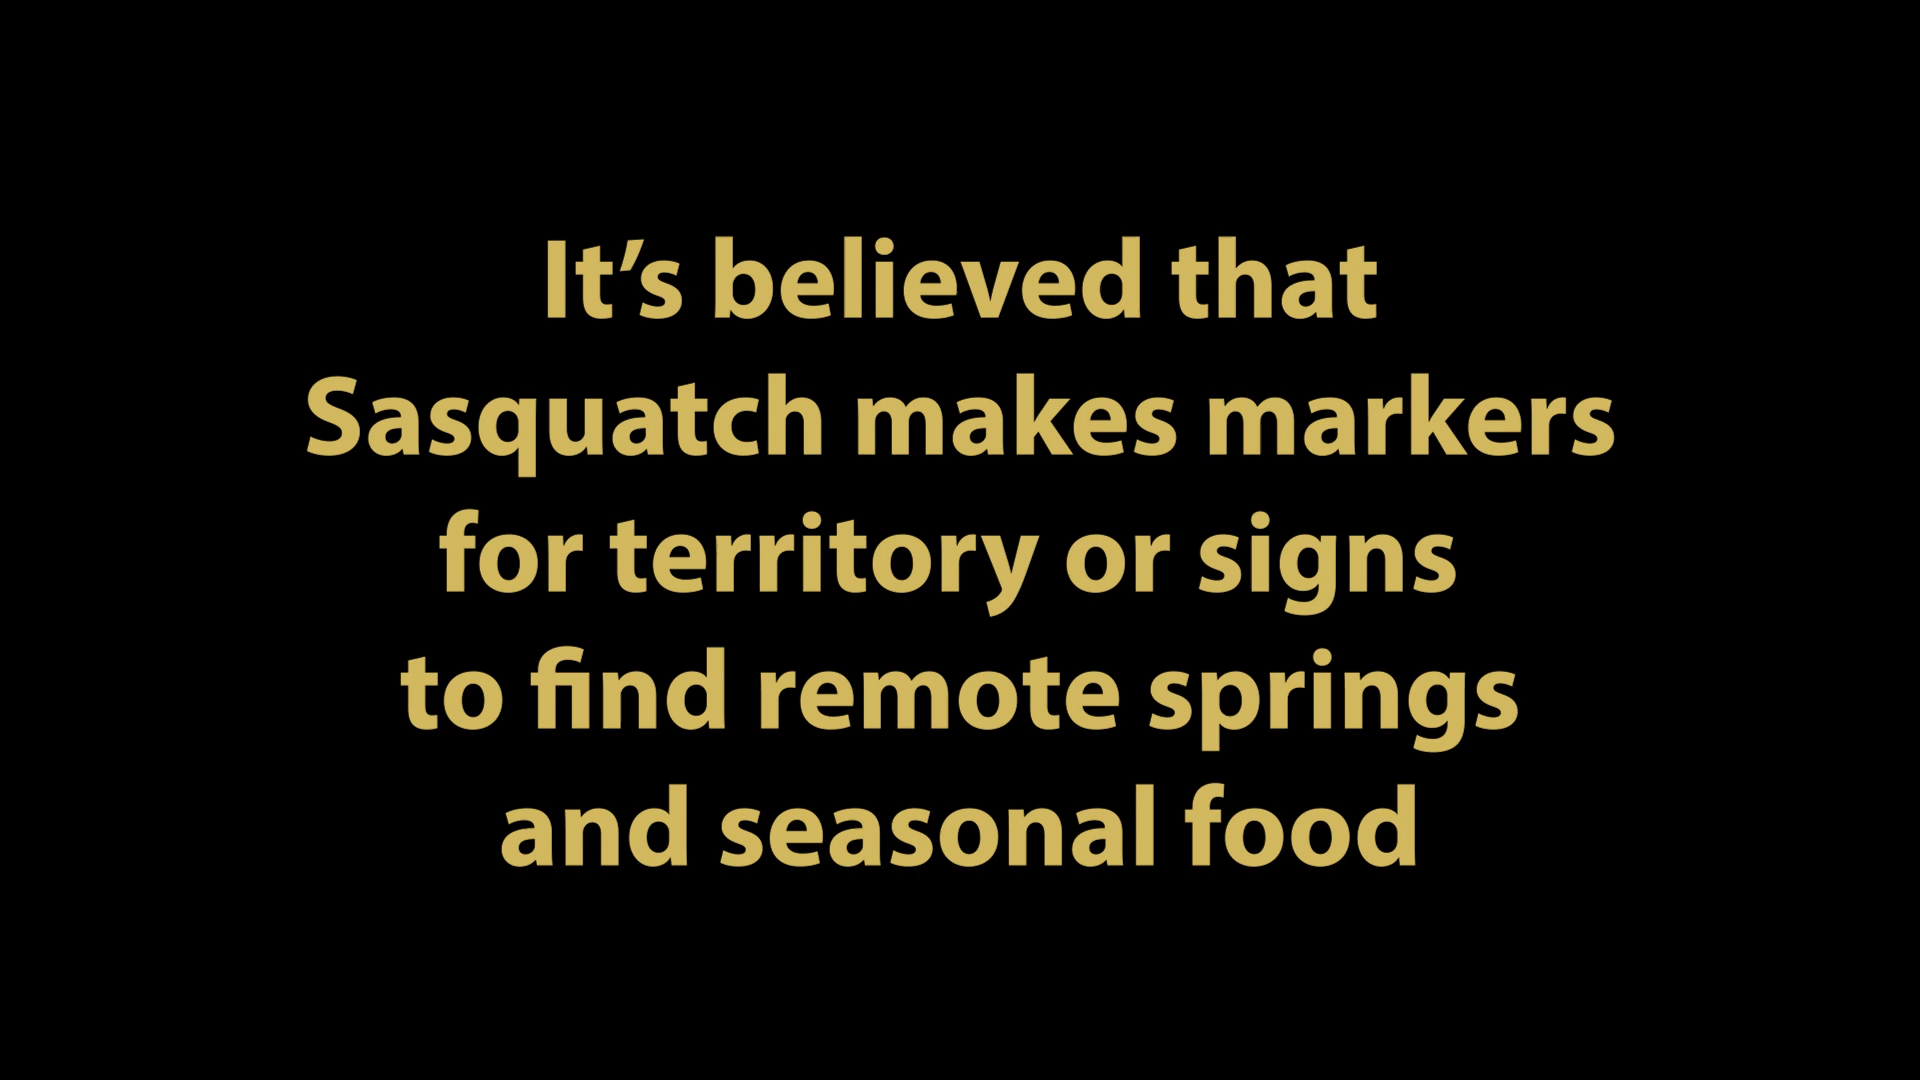 It’s believed that
Sasquatch makes markers
for territory or signs
to find remote springs
and seasonal food